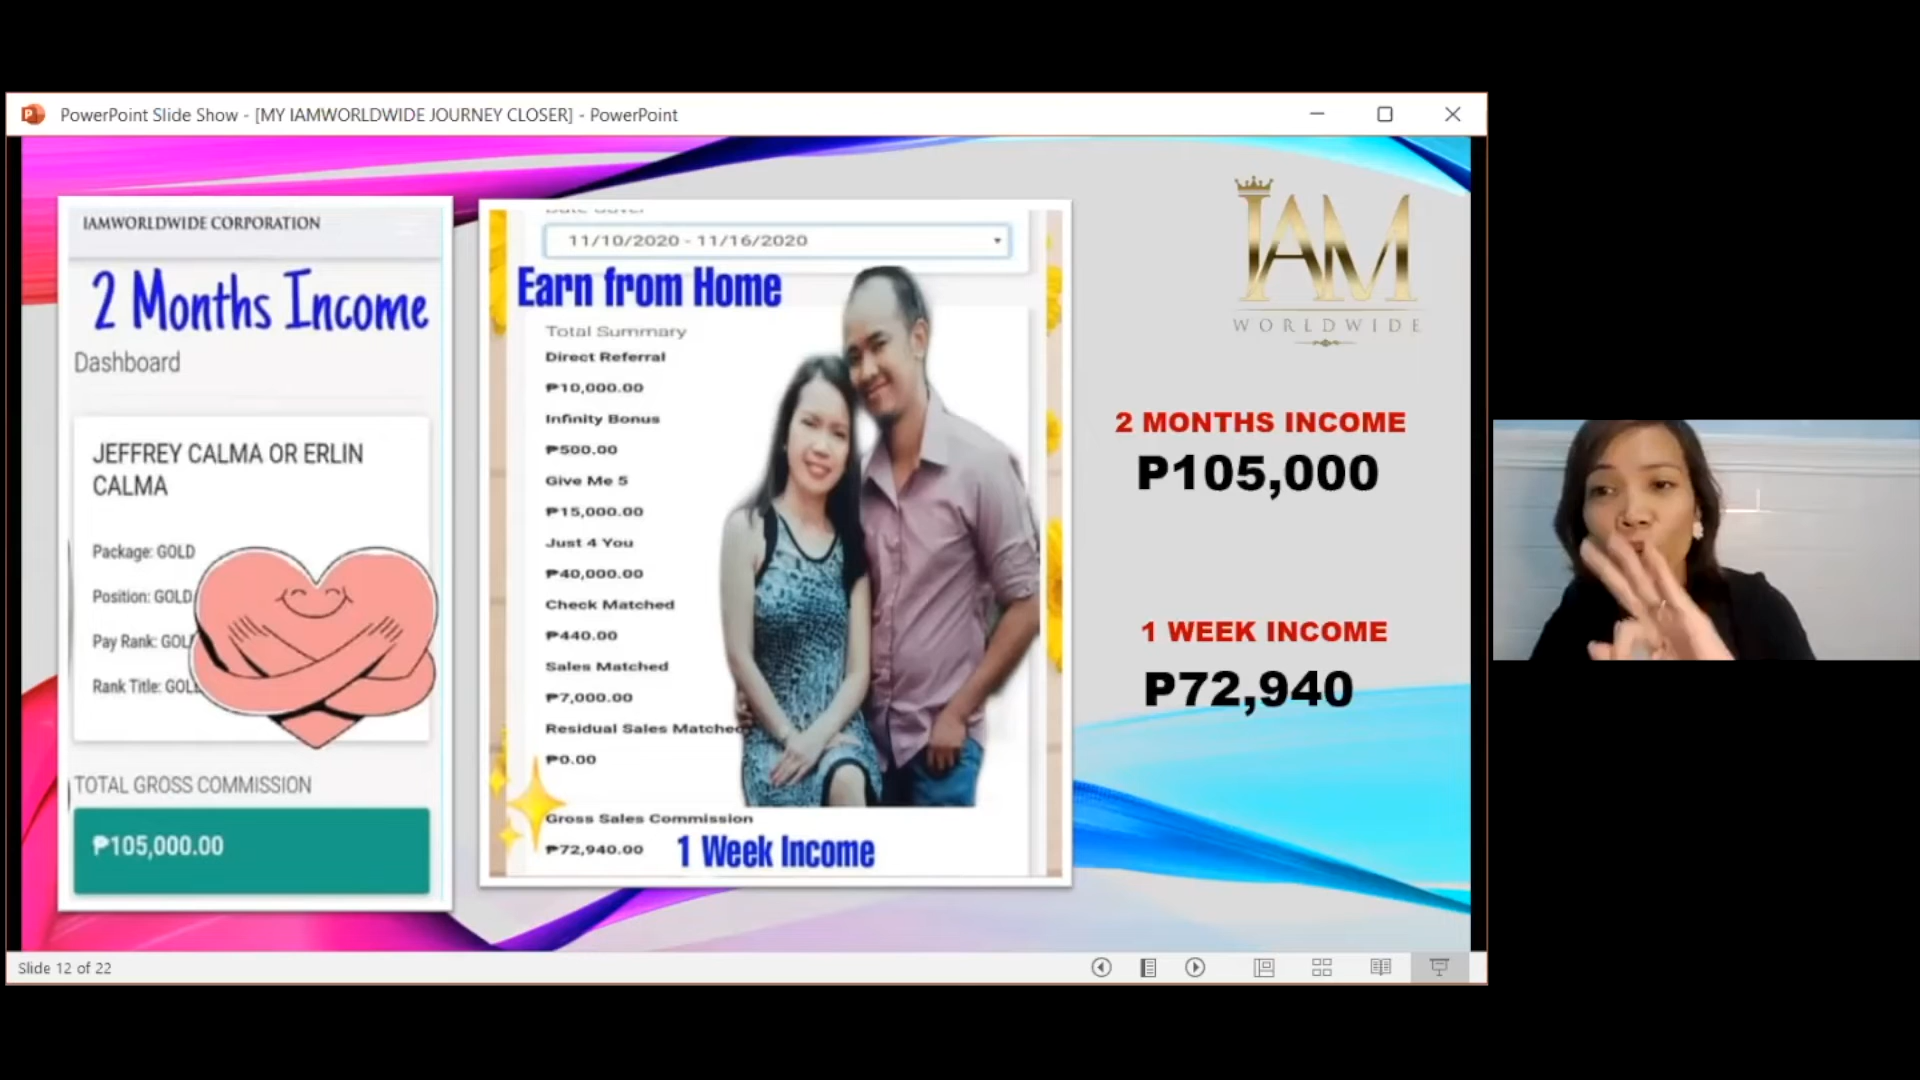 PowerPoint Slide Show - [MY IAMWORLDWIDE JOURNEY CLOSER] - PowerPoint
IAMWORLDWIDE CORPORATION
2 Months Income
Dashboard
JEFFREY CALMA OR ERLIN
CALMA
Package: GOLD
Position: GOLD
Pay Rank: GOL
Rank Title: GOL
TOTAL GROSS COMMISSION
₱105,000.00
11/10/2020 - 11/16/2020
Earn from Home
Total Summary
Direct Referral
₱10,000.00
Infinity Bonus
₱500.00
Give Me 5
₱15,000.00
Just 4 You
₱40,000.00
Check Matched
₱440.00
Sales Matched
₱7,000.00
Residual Sales Matched
₱0.00
Gross Sales Commission
₱72,940.00
1 Week Income
IAM
WORLDWIDE
2 MONTHS INCOME
P105,000
1 WEEK INCOME
P72,940
Slide 12 of 22